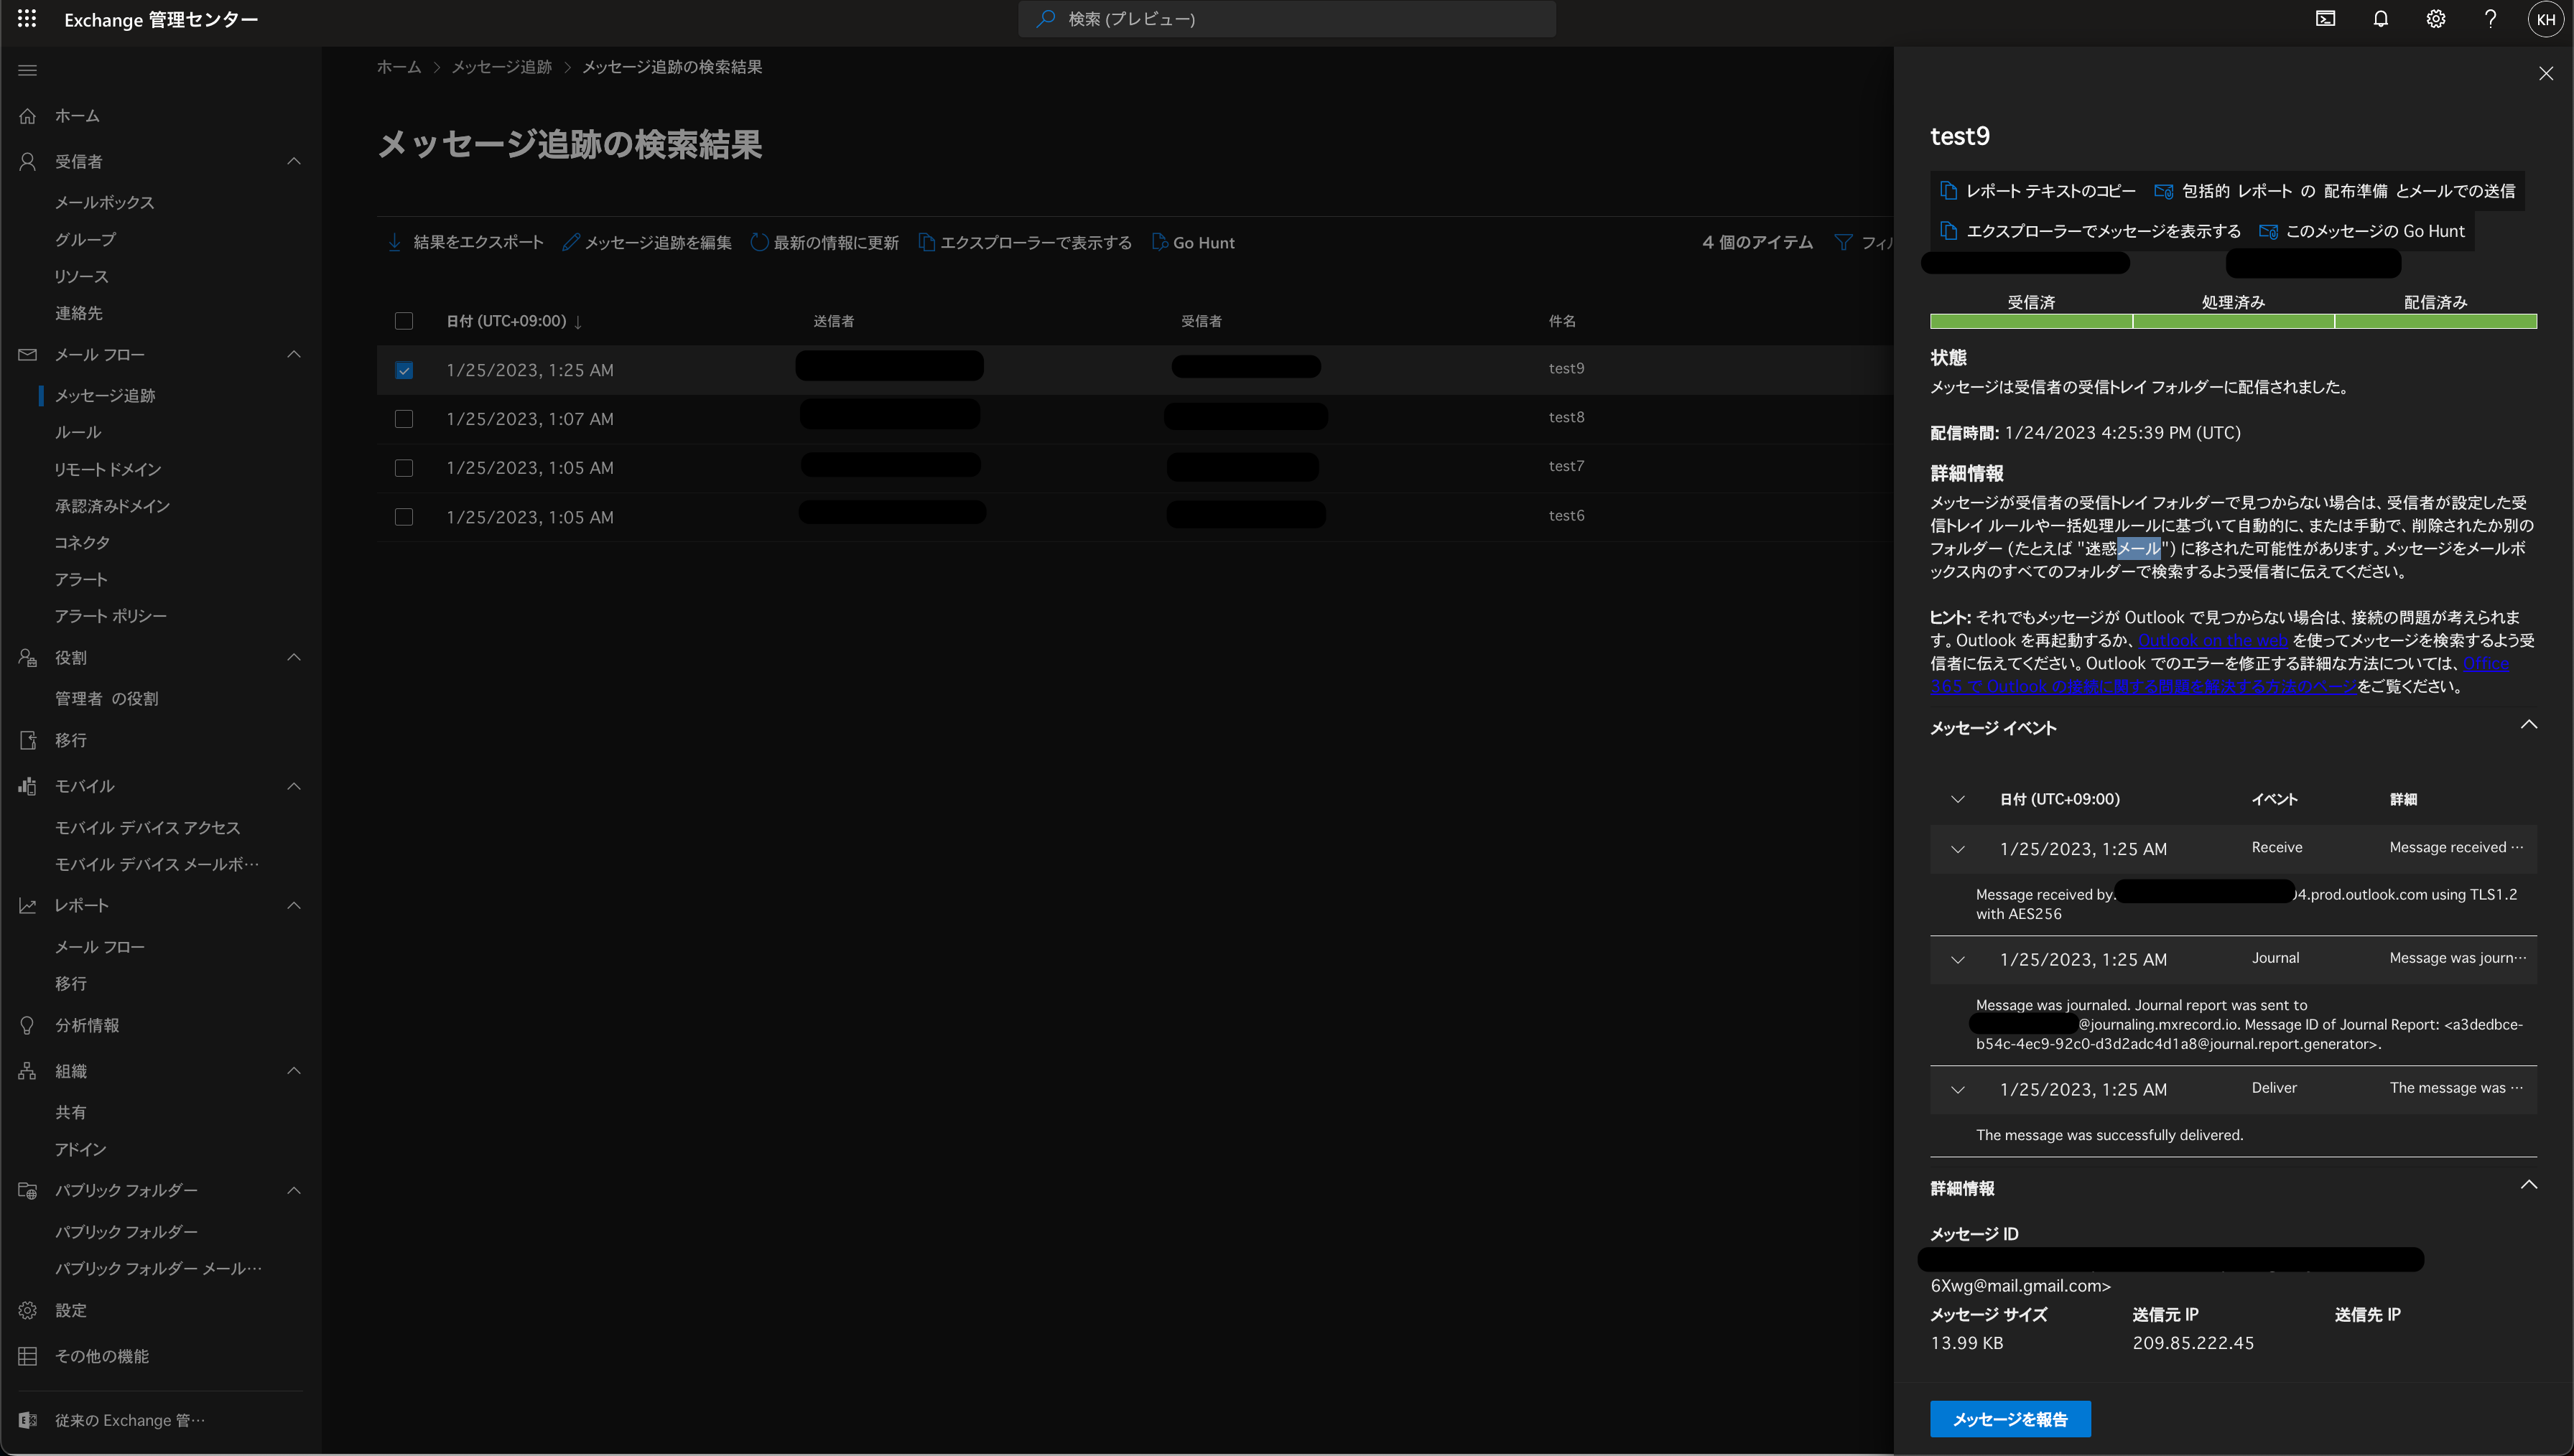 Exchange 管理センター
検索 (プレビュー)
KH
ホーム
受信者
メールボックス
グループ
リソース
連絡先
メール フロー
メッセージ追跡
ルール
リモートドメイン
承認済みドメイン
コネクタ
アラート
アラート ポリシー
役割
管理者 の役割
移行
モバイル
モバイル デバイス アクセス
モバイル デバイス メールボ…
レポート
メール フロー
移行
分析情報
組織
共有
アドイン
パブリック フォルダー
パブリック フォルダー
パブリック フォルダー メール…
設定
その他の機能
従来の Exchange 管…
ホーム > メッセージ追跡 > メッセージ追跡の検索結果
メッセージ追跡の検索結果
結果をエクスポート メッセージ追跡を編集 最新の情報に更新 エクスプローラーで表示する Go Hunt 4 個のアイテム フィル
日付 (UTC+09:00) ↓ 送信者 受信者 件名
1/25/2023, 1:25 AM test9
1/25/2023, 1:07 AM test8
1/25/2023, 1:05 AM test7
1/25/2023, 1:05 AM test6
test9
レポート テキストのコピー 包括的 レポート の 配布準備 とメールでの送信
エクスプローラーでメッセージを表示する このメッセージの Go Hunt
受信済 処理済み 配信済み
状態
メッセージは受信者の受信トレイ フォルダーに配信されました。
配信時間: 1/24/2023 4:25:39 PM (UTC)
詳細情報
メッセージが受信者の受信トレイ フォルダーで見つからない場合は、受信者が設定した受
信トレイ ルールや一括処理ルールに基づいて自動的に、または手動で、削除されたか別の
フォルダー (たとえば "迷惑メール") に移された可能性があります。メッセージをメールボ
ックス内のすべてのフォルダーで検索するよう受信者に伝えてください。
ヒント: それでもメッセージが Outlook で見つからない場合は、接続の問題が考えられま
す。Outlook を再起動するか、Outlook on the web を使ってメッセージを検索するよう受
信者に伝えてください。Outlook でのエラーを修正する詳細な方法については、Office
365 で Outlook の接続に関する問題を解決する方法のページをご覧ください。
メッセージ イベント
日付 (UTC+09:00) イベント 詳細
1/25/2023, 1:25 AM Receive Message received …
Message received by: 04.prod.outlook.com using TLS1.2
with AES256
1/25/2023, 1:25 AM Journal Message was journ…
Message was journaled. Journal report was sent to
@journaling.mxrecord.io. Message ID of Journal Report: <a3dedbce-
b54c-4ec9-92c0-d3d2adc4d1a8@journal.report.generator>.
1/25/2023, 1:25 AM Deliver The message was …
The message was successfully delivered.
詳細情報
メッセージ ID
6Xwg@mail.gmail.com>
メッセージ サイズ 送信元 IP 送信先 IP
13.99 KB 209.85.222.45
メッセージを報告